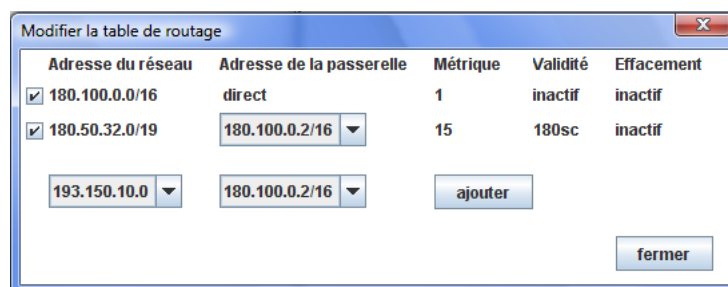 Modifier la table de routage
Adresse du réseau Adresse de la passerelle Métrique Validité Effacement
180.100.0.0/16 direct 1 inactif inactif
180.50.32.0/19 180.100.0.2/16 15 180sc inactif
193.150.10.0 180.100.0.2/16 ajouter
fermer